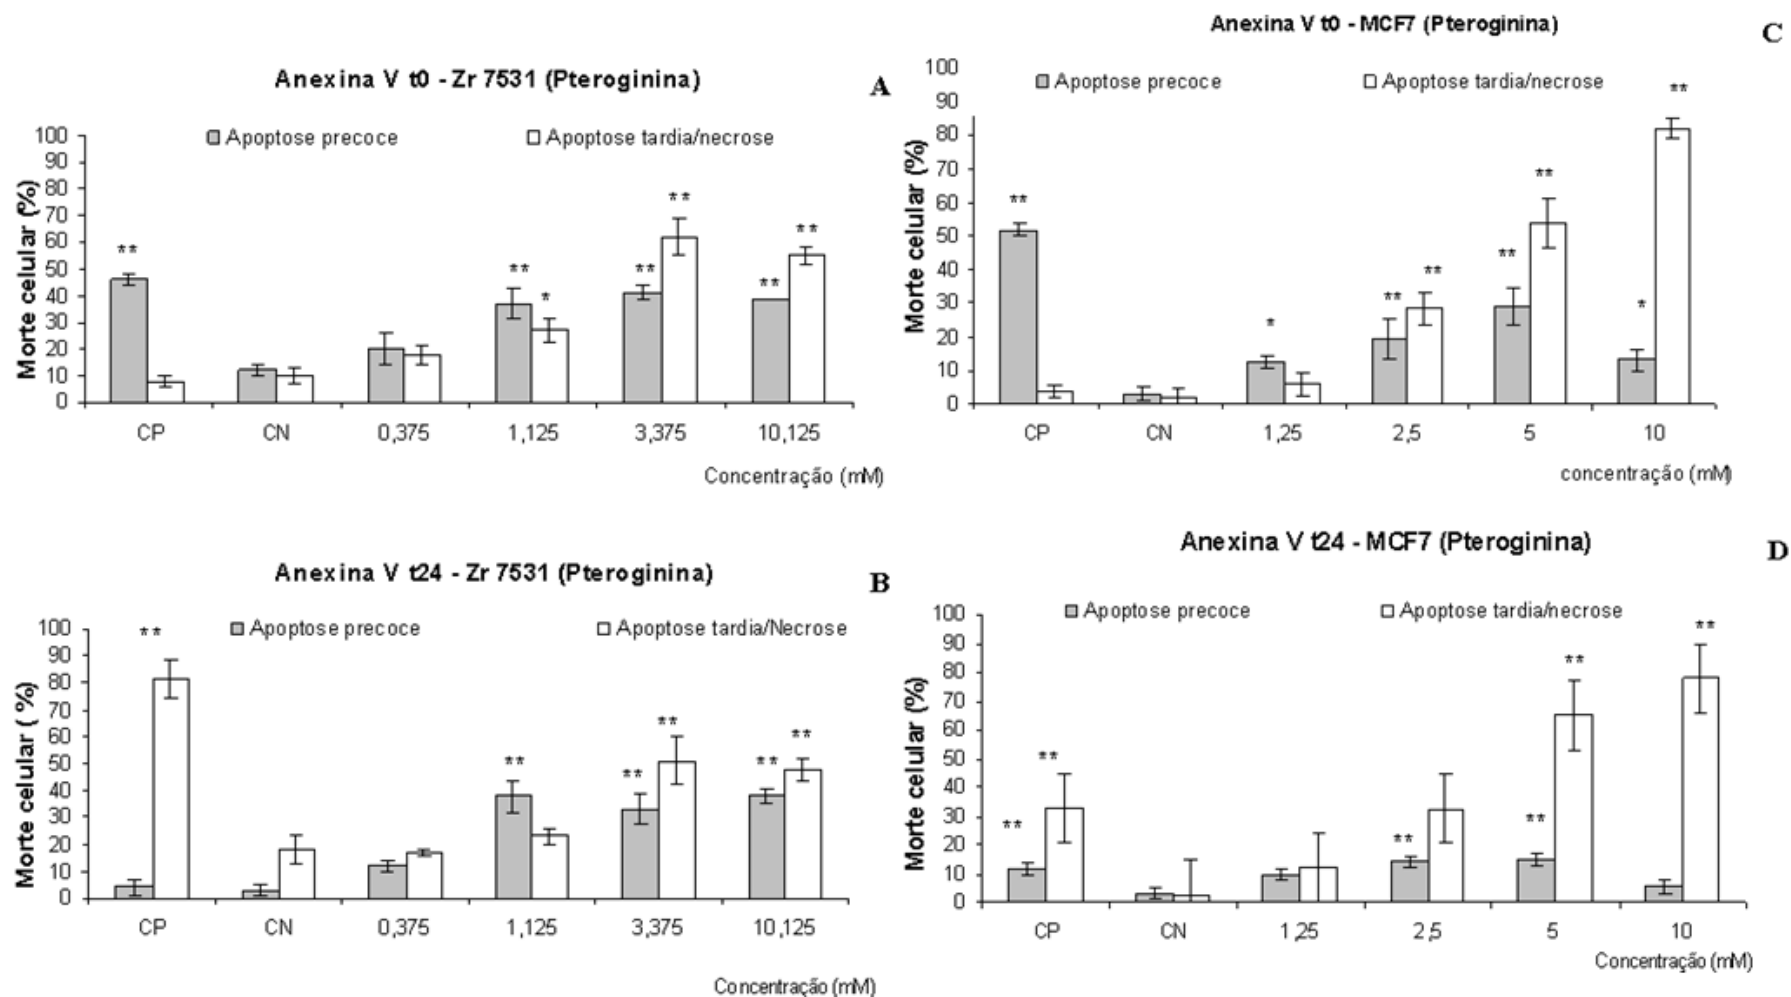 Anexina V t0 - Zr 7531 (Pteroginina)
A
Apoptose precoce
Apoptose tardia/necrose
Morte celular (%)
100
90
80
70
60
50
40
30
20
10
0
**
**
*
**
**
**
**
CP
CN
0,375
1,125
3,375
10,125
Concentração (mM)
Anexina V t24 - Zr 7531 (Pteroginina)
B
Apoptose precoce
Apoptose tardia/Necrose
Morte celular ( %)
100
90
80
70
60
50
40
30
20
10
0
**
**
**
**
**
**
CP
CN
0,375
1,125
3,375
10,125
Concentração (mM)
Anexina V t0 - MCF7 (Pteroginina)
C
Apoptose precoce
Apoptose tardia/necrose
Morte celular (%)
100
90
80
70
60
50
40
30
20
10
0
**
*
**
**
**
**
*
**
CP
CN
1,25
2,5
5
10
concentração (mM)
Anexina V t24 - MCF7 (Pteroginina)
D
Apoptose precoce
Apoptose tardia/necrose
Morte celular (%)
100
90
80
70
60
50
40
30
20
10
0
**
**
**
**
**
**
CP
CN
1,25
2,5
5
10
Concentração (mM)